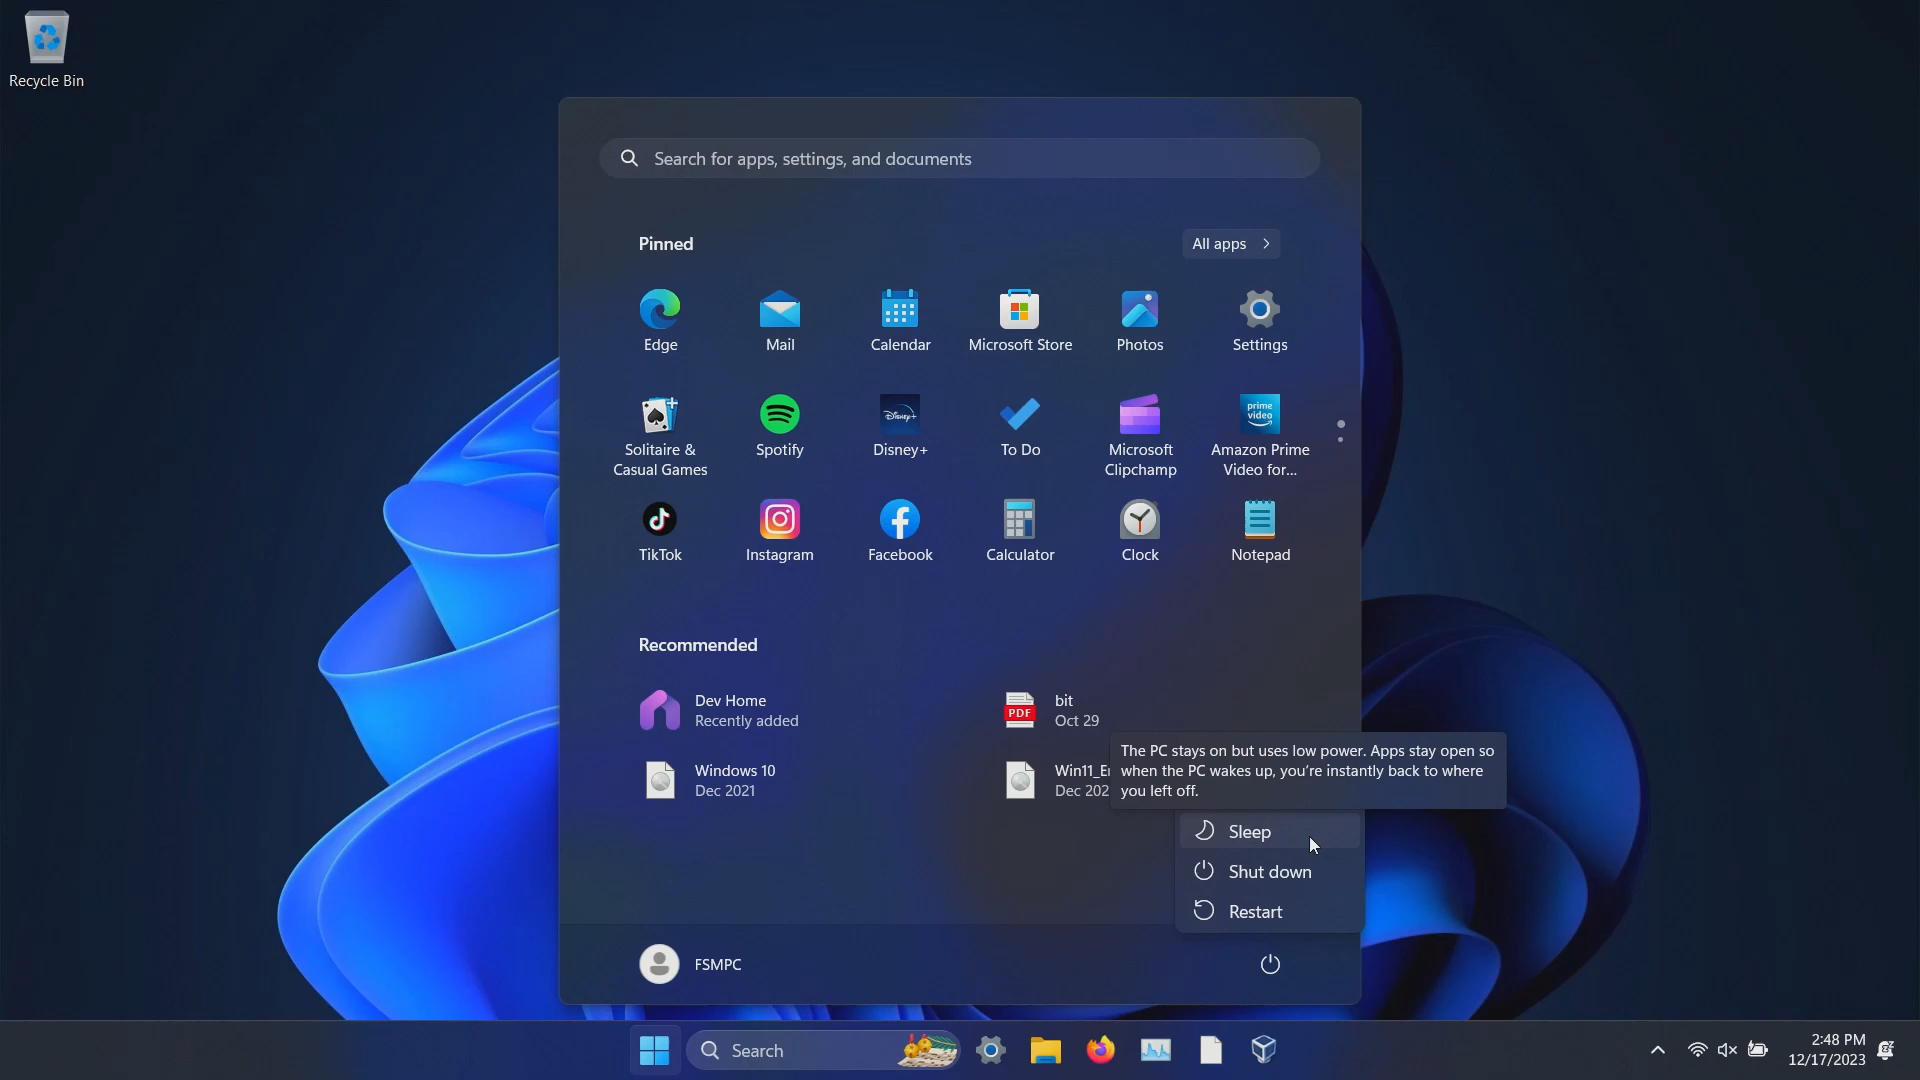 Recycle Bin
Search for apps, settings, and documents
Pinned
All apps
Edge
Mail
Calendar
Microsoft Store
Photos
Settings
Solitaire &
Casual Games
Spotify
Disney+
Disney+
To Do
Microsoft
Clipchamp
prime
video
Amazon Prime
Video for...
TikTok
Instagram
Facebook
Calculator
Clock
Notepad
Recommended
Dev Home
Recently added
PDF
bit
Oct 29
Windows 10
Dec 2021
Win11_E
Dec 202
The PC stays on but uses low power. Apps stay open so
when the PC wakes up, you’re instantly back to where
you left off.
Sleep
Shut down
Restart
FSMPC
Search
2:48 PM
12/17/2023